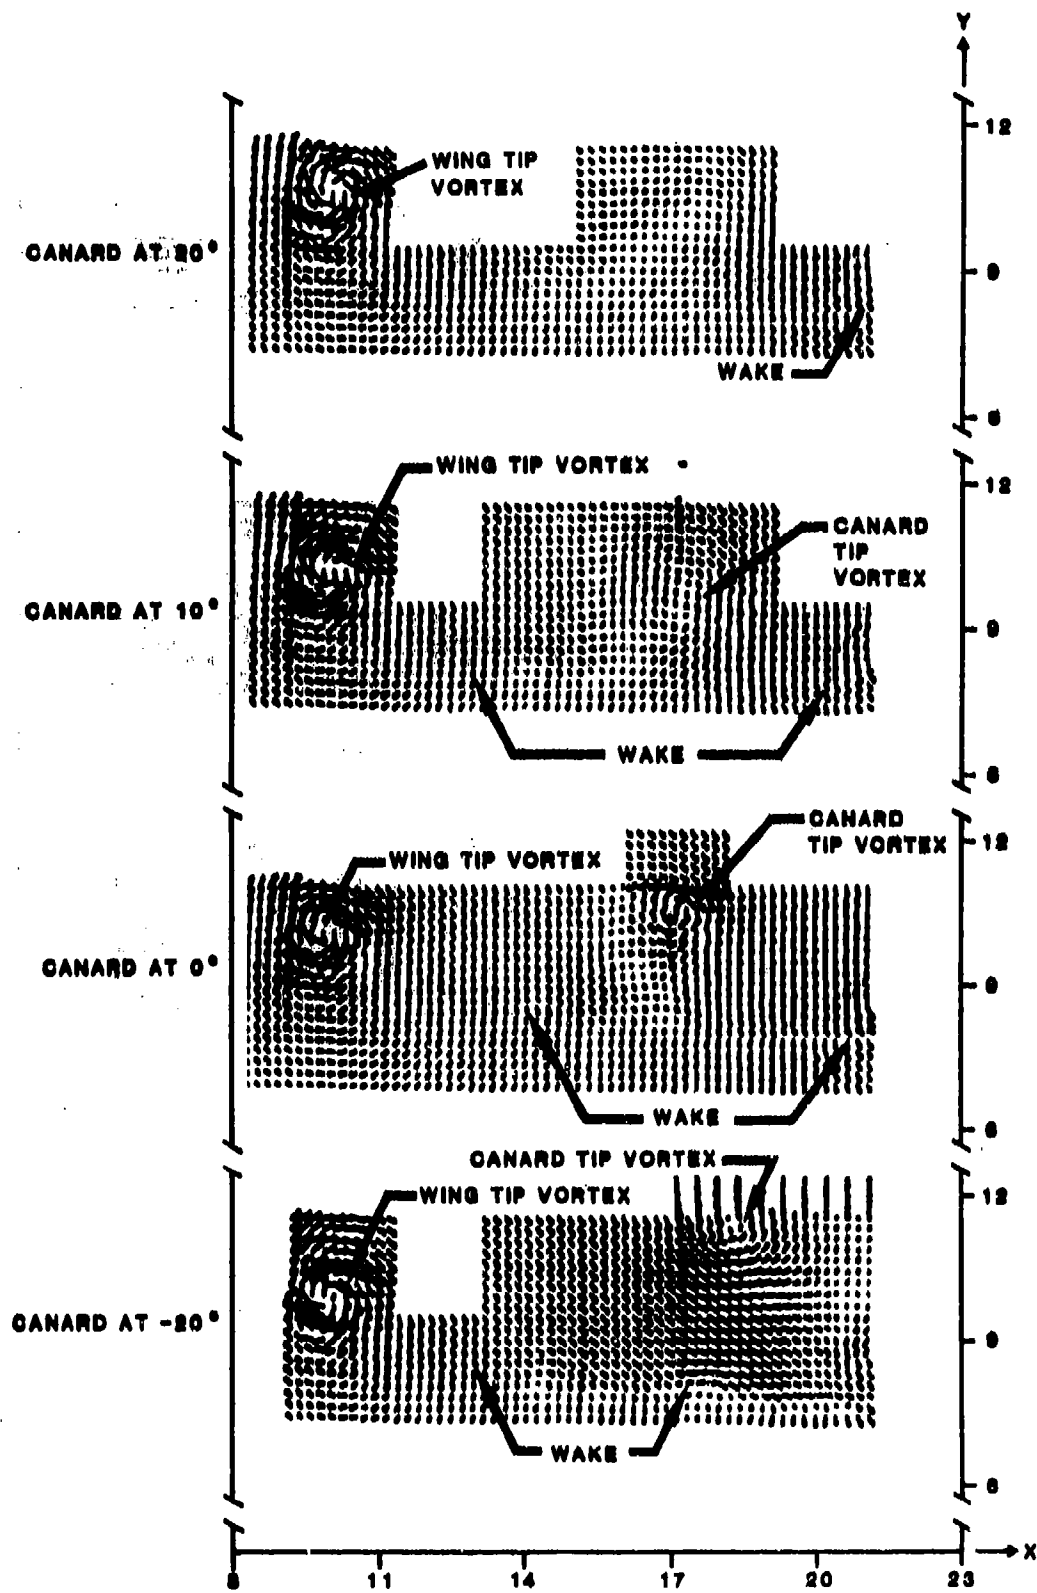 Y
12
WING TIP
VORTEX
CANARD AT 20°
9
WAKE
6
WING TIP VORTEX
12
CANARD
TIP
VORTEX
CANARD AT 10°
9
WAKE
6
CANARD
TIP VORTEX
12
WING TIP VORTEX
CANARD AT 0°
9
WAKE
6
CANARD TIP VORTEX
WING TIP VORTEX
12
CANARD AT -20°
9
WAKE
6
X
8 11 14 17 20 23